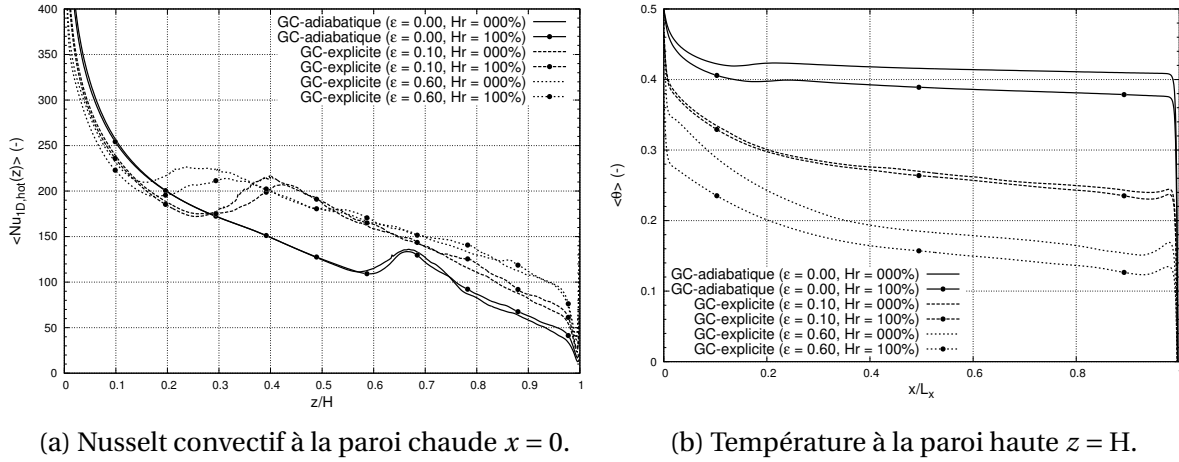 400
350
300
250
200
150
100
50
0
<Nu1D,hot(z)> (-)
GC-adiabatique (ε = 0.00, Hr = 000%)
GC-adiabatique (ε = 0.00, Hr = 100%)
GC-explicite (ε = 0.10, Hr = 000%)
GC-explicite (ε = 0.10, Hr = 100%)
GC-explicite (ε = 0.60, Hr = 000%)
GC-explicite (ε = 0.60, Hr = 100%)
0 0.1 0.2 0.3 0.4 0.5 0.6 0.7 0.8 0.9 1
z/H
(a) Nusselt convectif à la paroi chaude x = 0.
0.5
0.4
0.3
0.2
0.1
0
<θ> (-)
GC-adiabatique (ε = 0.00, Hr = 000%)
GC-adiabatique (ε = 0.00, Hr = 100%)
GC-explicite (ε = 0.10, Hr = 000%)
GC-explicite (ε = 0.10, Hr = 100%)
GC-explicite (ε = 0.60, Hr = 000%)
GC-explicite (ε = 0.60, Hr = 100%)
0 0.2 0.4 0.6 0.8 1
x/Lx
(b) Température à la paroi haute z = H.